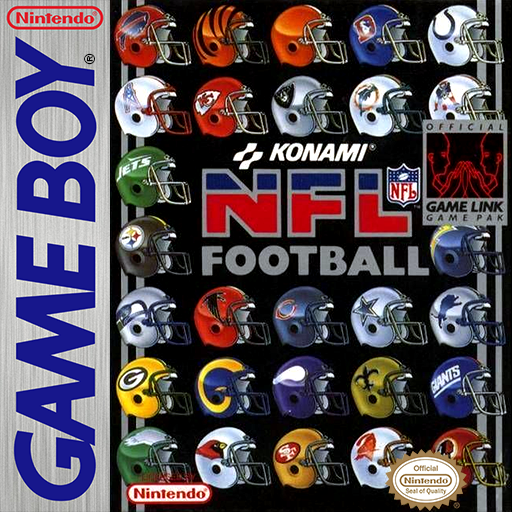 Nintendo
GAME BOY
®
JETS
KONAMI®
NFL
NFL
FOOTBALL
OFFICIAL
GAME LINK
GAME PAK
G
GIANTS
SF
Nintendo
Official
Nintendo
Seal of Quality